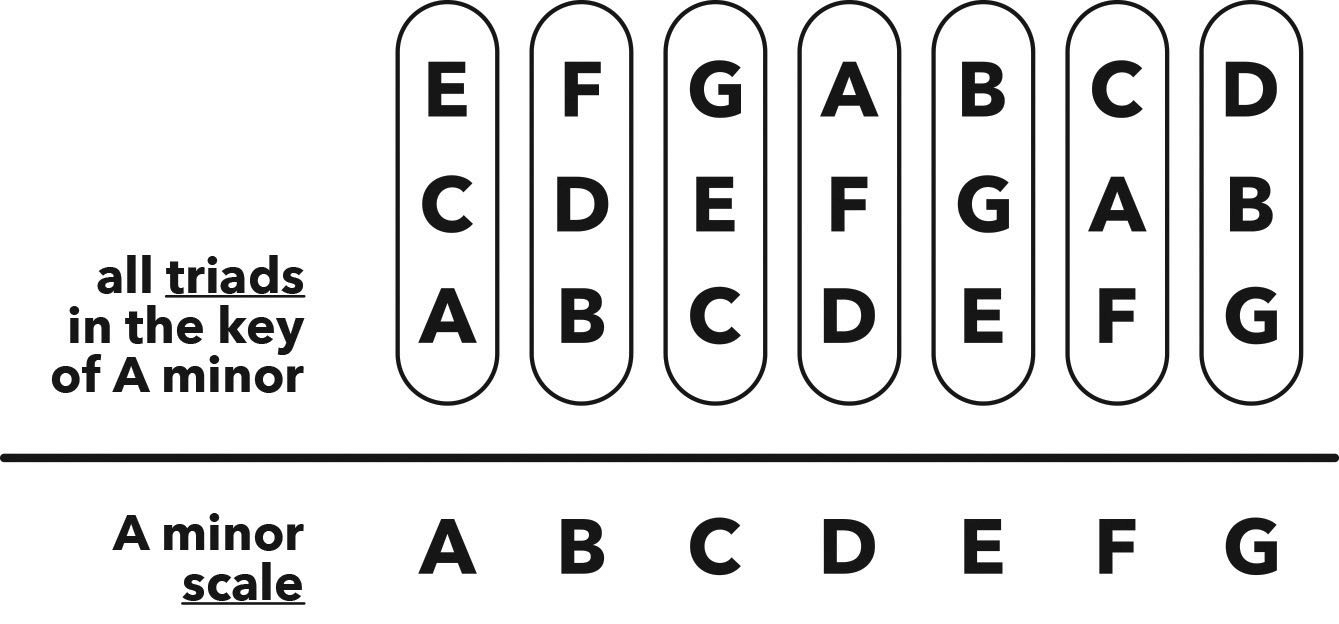 E F G A B C D
C D E F G A B
A B C D E F G
all triads
in the key
of A minor
A minor
scale
A B C D E F G